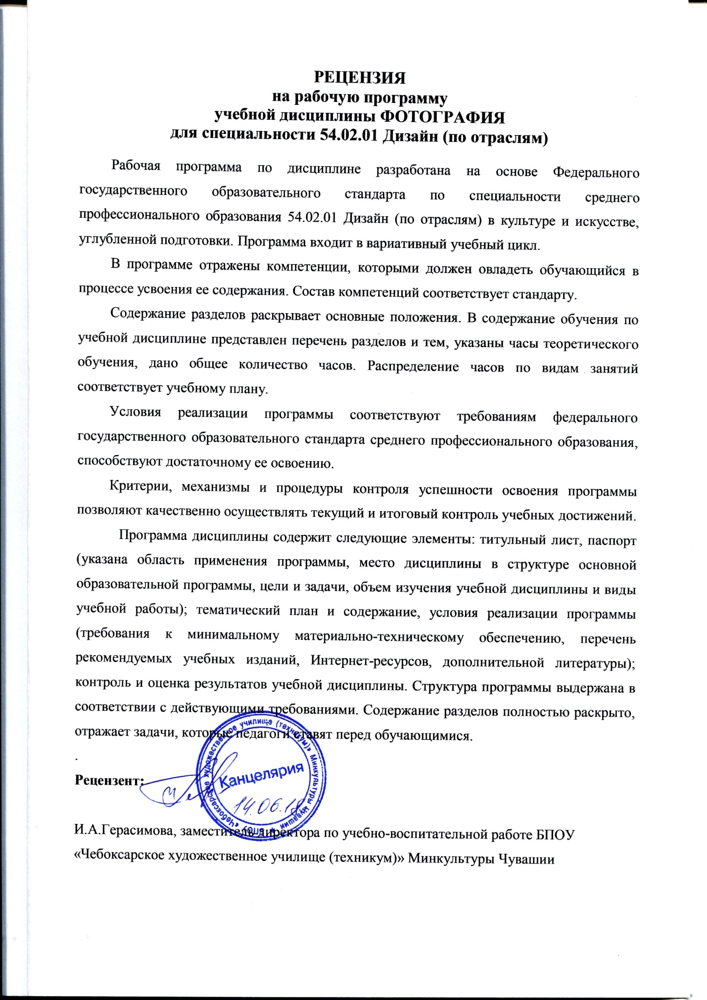 РЕЦЕНЗИЯ
на рабочую программу
учебной дисциплины ФОТОГРАФИЯ
для специальности 54.02.01 Дизайн (по отраслям)
Рабочая программа по дисциплине разработана на основе Федерального
государственного образовательного стандарта по специальности среднего
профессионального образования 54.02.01 Дизайн (по отраслям) в культуре и искусстве,
углубленной подготовки. Программа входит в вариативный учебный цикл.
В программе отражены компетенции, которыми должен овладеть обучающийся в
процессе усвоения ее содержания. Состав компетенций соответствует стандарту.
Содержание разделов раскрывает основные положения. В содержание обучения по
учебной дисциплине представлен перечень разделов и тем, указаны часы теоретического
обучения, дано общее количество часов. Распределение часов по видам занятий
соответствует учебному плану.
Условия реализации программы соответствуют требованиям федерального
государственного образовательного стандарта среднего профессионального образования,
способствуют достаточному ее освоению.
Критерии, механизмы и процедуры контроля успешности освоения программы
позволяют качественно осуществлять текущий и итоговый контроль учебных достижений.
Программа дисциплины содержит следующие элементы: титульный лист, паспорт
(указана область применения программы, место дисциплины в структуре основной
образовательной программы, цели и задачи, объем изучения учебной дисциплины и виды
учебной работы); тематический план и содержание, условия реализации программы
(требования к минимальному материально-техническому обеспечению, перечень
рекомендуемых учебных изданий, Интернет-ресурсов, дополнительной литературы);
контроль и оценка результатов учебной дисциплины. Структура программы выдержана в
соответствии с действующими требованиями. Содержание разделов полностью раскрыто,
отражает задачи, которые педагоги ставят перед обучающимися.
.
Рецензент:
БПОУ «Чебоксарское художественное училище (техникум)» Минкультуры Чувашии
Канцелярия
14.06.18
И.А.Герасимова, заместитель директора по учебно-воспитательной работе БПОУ
«Чебоксарское художественное училище (техникум)» Минкультуры Чувашии